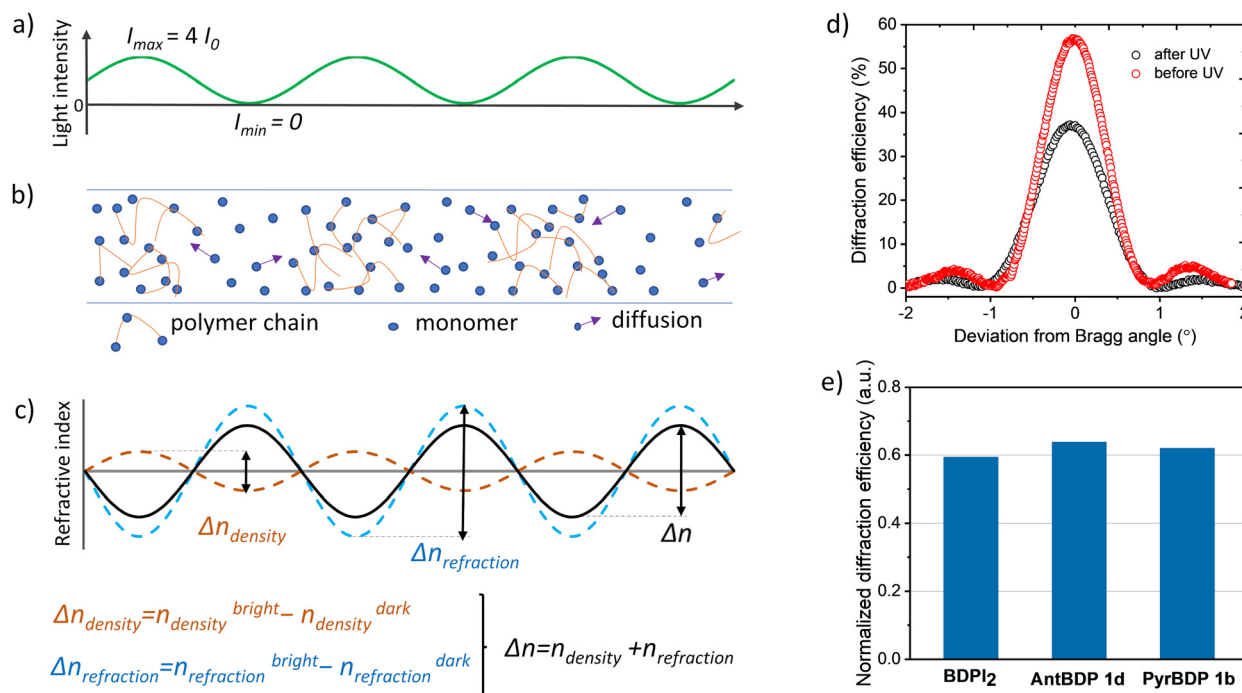 a)
I_max = 4 I_0
Light intensity
0
I_min = 0
b)
polymer chain
monomer
diffusion
c)
Refractive index
Δn_density
Δn_refraction
Δn
Δn_density=n_density^bright– n_density^dark
Δn_refraction=n_refraction^bright– n_refraction^dark
Δn=n_density +n_refraction
d)
60
50
40
30
20
10
0
Diffraction efficiency (%)
after UV
before UV
-2 -1 0 1 2
Deviation from Bragg angle (°)
e)
0.8
0.6
0.4
0.2
0.0
Normalized diffraction efficiency (a.u.)
BDPI₂ AntBDP 1d PyrBDP 1b